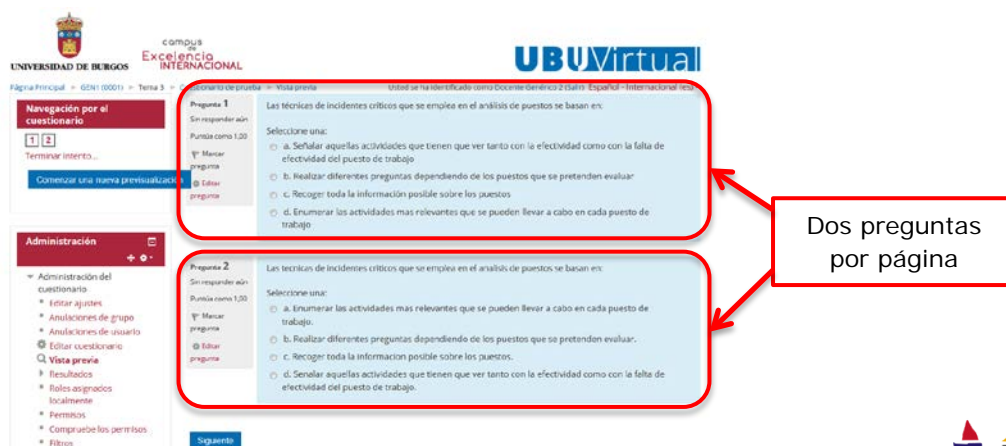 UNIVERSIDAD DE BURGOS
campus
de
Excelencia
INTERNACIONAL
UBUVirtual
Página Principal ► GEN1 (0001) ► Tema 3 ► Cuestionario de prueba ► Vista previa
Usted se ha identificado como Docente Genérico 2 (Salir) Español - Internacional (es)
Navegación por el
cuestionario
1 2
Terminar intento...
Comenzar una nueva previsualización
Administración
Administración del
cuestionario
Editar ajustes
Anulaciones de grupo
Anulaciones de usuario
Editar cuestionario
Vista previa
Resultados
Roles asignados
localmente
Permisos
Compruebe los permisos
Filtros
Pregunta 1
Sin responder aún
Puntúa como 1,00
Marcar
pregunta
Editar
pregunta
Las técnicas de incidentes críticos que se emplea en el análisis de puestos se basan en:
Seleccione una:
a. Señalar aquellas actividades que tienen que ver tanto con la efectividad como con la falta de
efectividad del puesto de trabajo
b. Realizar diferentes preguntas dependiendo de los puestos que se pretenden evaluar
c. Recoger toda la información posible sobre los puestos
d. Enumerar las actividades mas relevantes que se pueden llevar a cabo en cada puesto de
trabajo
Pregunta 2
Sin responder aún
Puntúa como 1,00
Marcar
pregunta
Editar
pregunta
Las tecnicas de incidentes criticos que se emplea en el analisis de puestos se basan en:
Seleccione una:
a. Enumerar las actividades mas relevantes que se pueden llevar a cabo en cada puesto de
trabajo.
b. Realizar diferentes preguntas dependiendo de los puestos que se pretenden evaluar.
c. Recoger toda la informacion posible sobre los puestos.
d. Senalar aquellas actividades que tienen que ver tanto con la efectividad como con la falta de
efectividad del puesto de trabajo.
Siguiente
Dos preguntas
por página